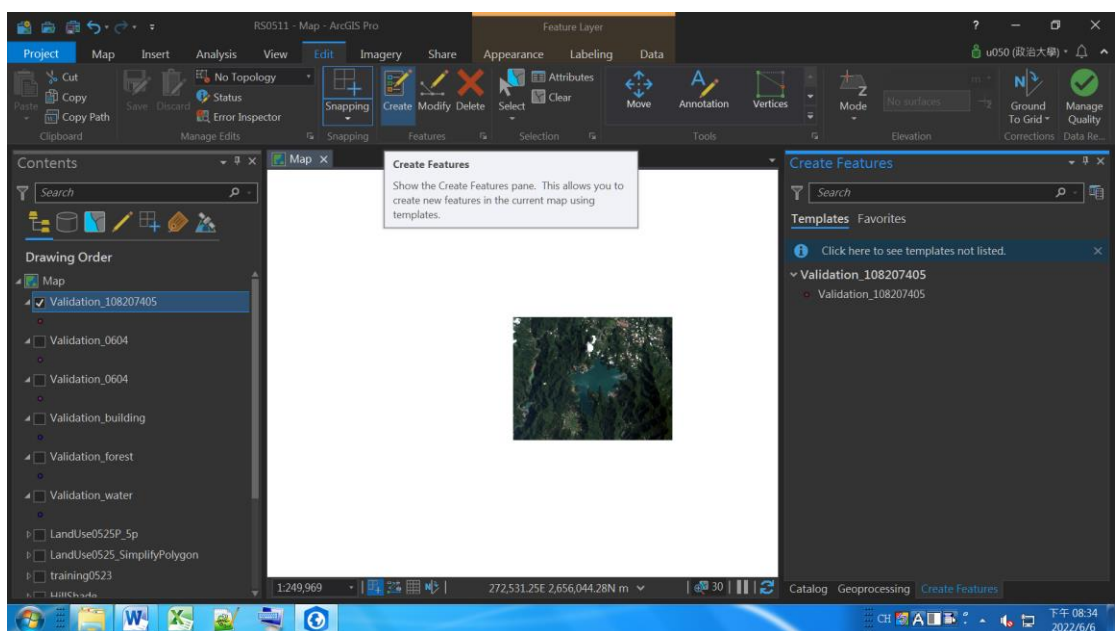 RS0511 - Map - ArcGIS Pro
Feature Layer
?
Project Map Insert Analysis View Edit Imagery Share Appearance Labeling Data
u050 (政治大學)
Paste
Cut
Copy
Copy Path
Clipboard
Save Discard
No Topology
Status
Error Inspector
Manage Edits
Snapping
Snapping
Create Modify Delete
Features
Select
Attributes
Clear
Selection
Move
Annotation
Vertices
Tools
Z
Mode
No surfaces
m
Elevation
Ground
To Grid
Corrections
Manage
Quality
Data Re...
Contents
Search
Drawing Order
Map
Validation_108207405
Validation_0604
Validation_0604
Validation_building
Validation_forest
Validation_water
LandUse0525P_5p
LandUse0525_SimplifyPolygon
training0523
HillShade
Map
Create Features
Show the Create Features pane. This allows you to
create new features in the current map using
templates.
1:249,969
272,531.25E 2,656,044.28N m
30
Create Features
Search
Templates Favorites
Click here to see templates not listed.
Validation_108207405
Validation_108207405
Catalog Geoprocessing Create Features
CH
下午 08:34
2022/6/6